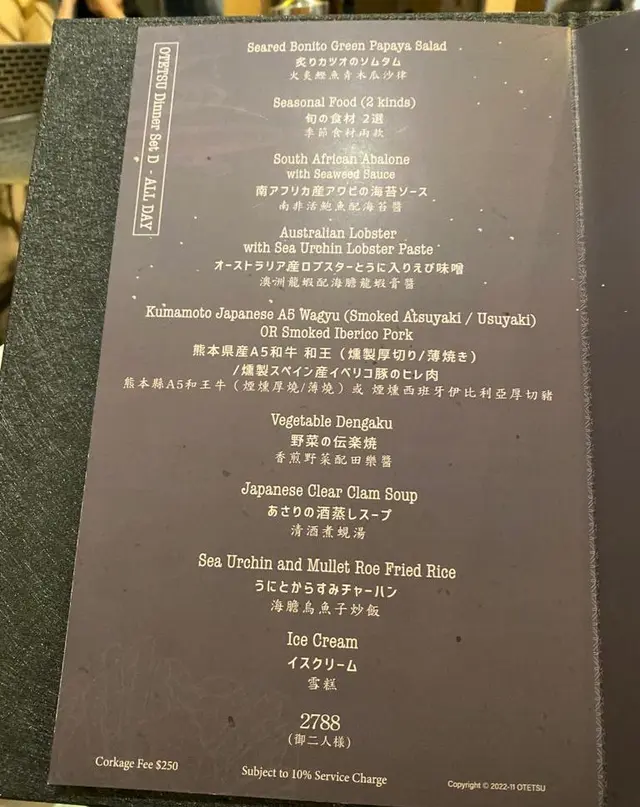 OTETSU Dinner Set D - ALL DAY
Seared Bonito Green Papaya Salad
炙りカツオのソムタム
火炙鰹魚青木瓜沙律
Seasonal Food (2 kinds)
旬の食材 2選
季節食材兩款
South African Abalone
with Seaweed Sauce
南アフリカ産アワビの海苔ソース
南非活鮑魚配海苔醬
Australian Lobster
with Sea Urchin Lobster Paste
オーストラリア産ロブスターとうに入りえび味噌
澳洲龍蝦配海膽龍蝦膏醬
Kumamoto Japanese A5 Wagyu (Smoked Atsuyaki / Usuyaki)
OR Smoked Iberico Pork
熊本県産A5和牛 和王（燻製厚切り/薄焼き）
/燻製スペイン産イベリコ豚のヒレ肉
熊本縣A5和王牛（煙燻厚燒/薄燒）或 煙燻西班牙伊比利亞厚切豬
Vegetable Dengaku
野菜の伝楽焼
香煎野菜配田樂醬
Japanese Clear Clam Soup
あさりの酒蒸しスープ
清酒煮蜆湯
Sea Urchin and Mullet Roe Fried Rice
うにとからすみチャーハン
海膽烏魚子炒飯
Ice Cream
イスクリーム
雪糕
2788
(御二人様)
Corkage Fee $250
Subject to 10% Service Charge
Copyright © 2022-11 OTETSU